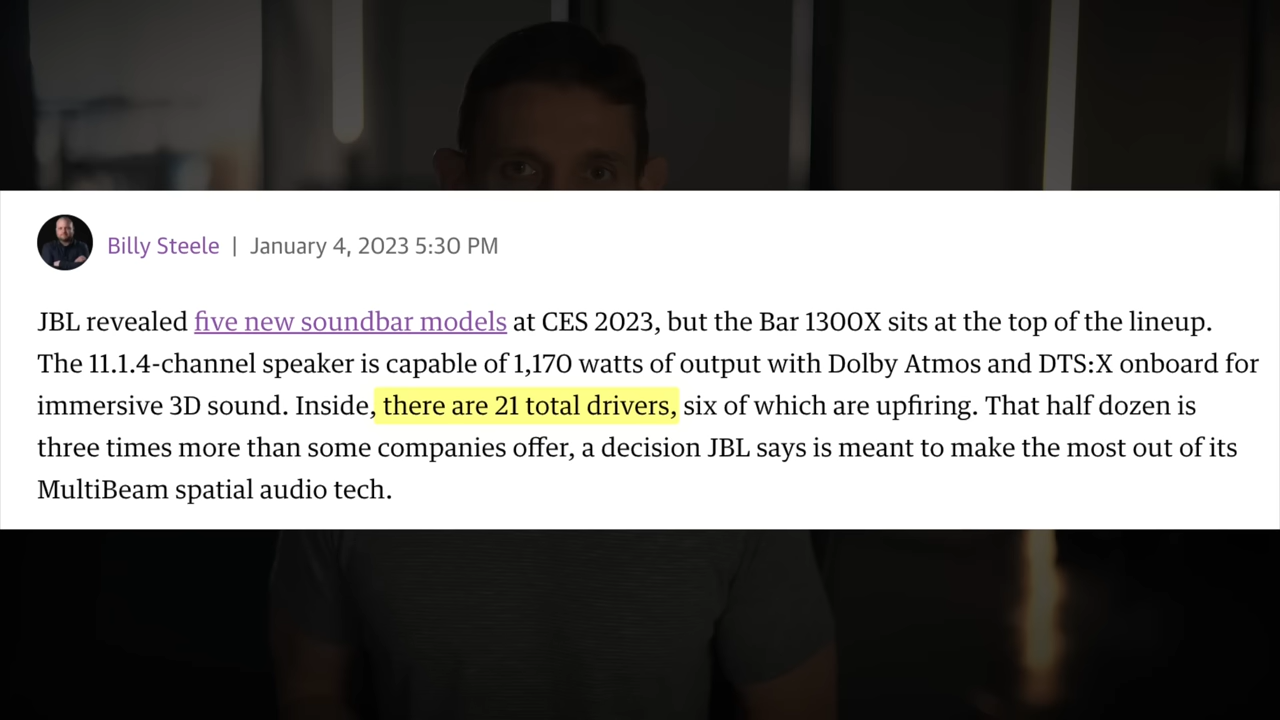 Billy Steele | January 4, 2023 5:30 PM
JBL revealed five new soundbar models at CES 2023, but the Bar 1300X sits at the top of the lineup.
The 11.1.4-channel speaker is capable of 1,170 watts of output with Dolby Atmos and DTS:X onboard for
immersive 3D sound. Inside, there are 21 total drivers, six of which are upfiring. That half dozen is
three times more than some companies offer, a decision JBL says is meant to make the most out of its
MultiBeam spatial audio tech.